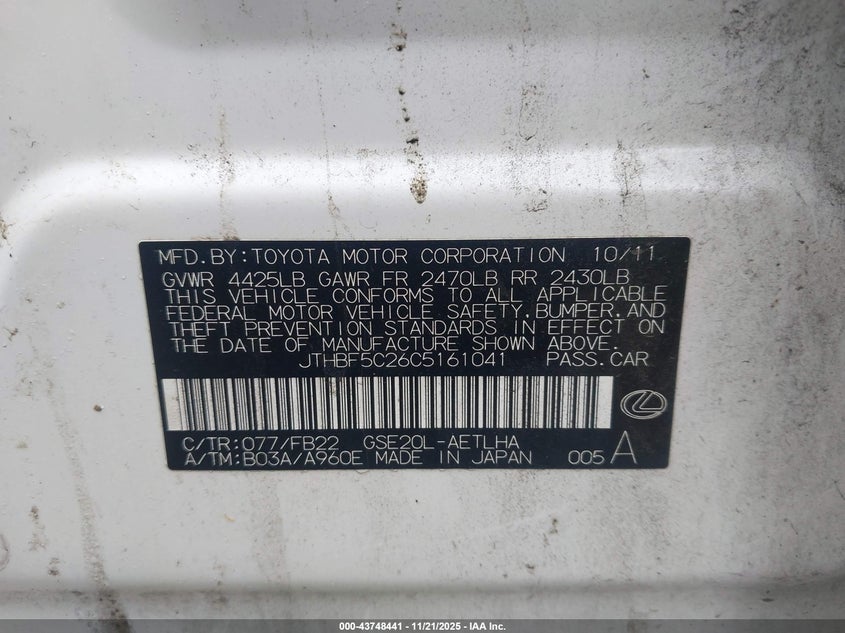 MFD.BY:TOYOTA MOTOR CORPORATION 10/11
GVWR 4425LB GAWR FR 2470LB RR 2430LB
THIS VEHICLE CONFORMS TO ALL APPLICABLE
FEDERAL MOTOR VEHICLE SAFETY,BUMPER,AND
THEFT PREVENTION STANDARDS IN EFFECT ON
THE DATE OF MANUFACTURE SHOWN ABOVE.
JTHBF5C26C5161041 PASS.CAR
C/TR:077/FB22 GSE20L-AETLHA
A/TM:B03A/A960E MADE IN JAPAN 005 A
000-43748441 - 11/21/2025 - IAA Inc.